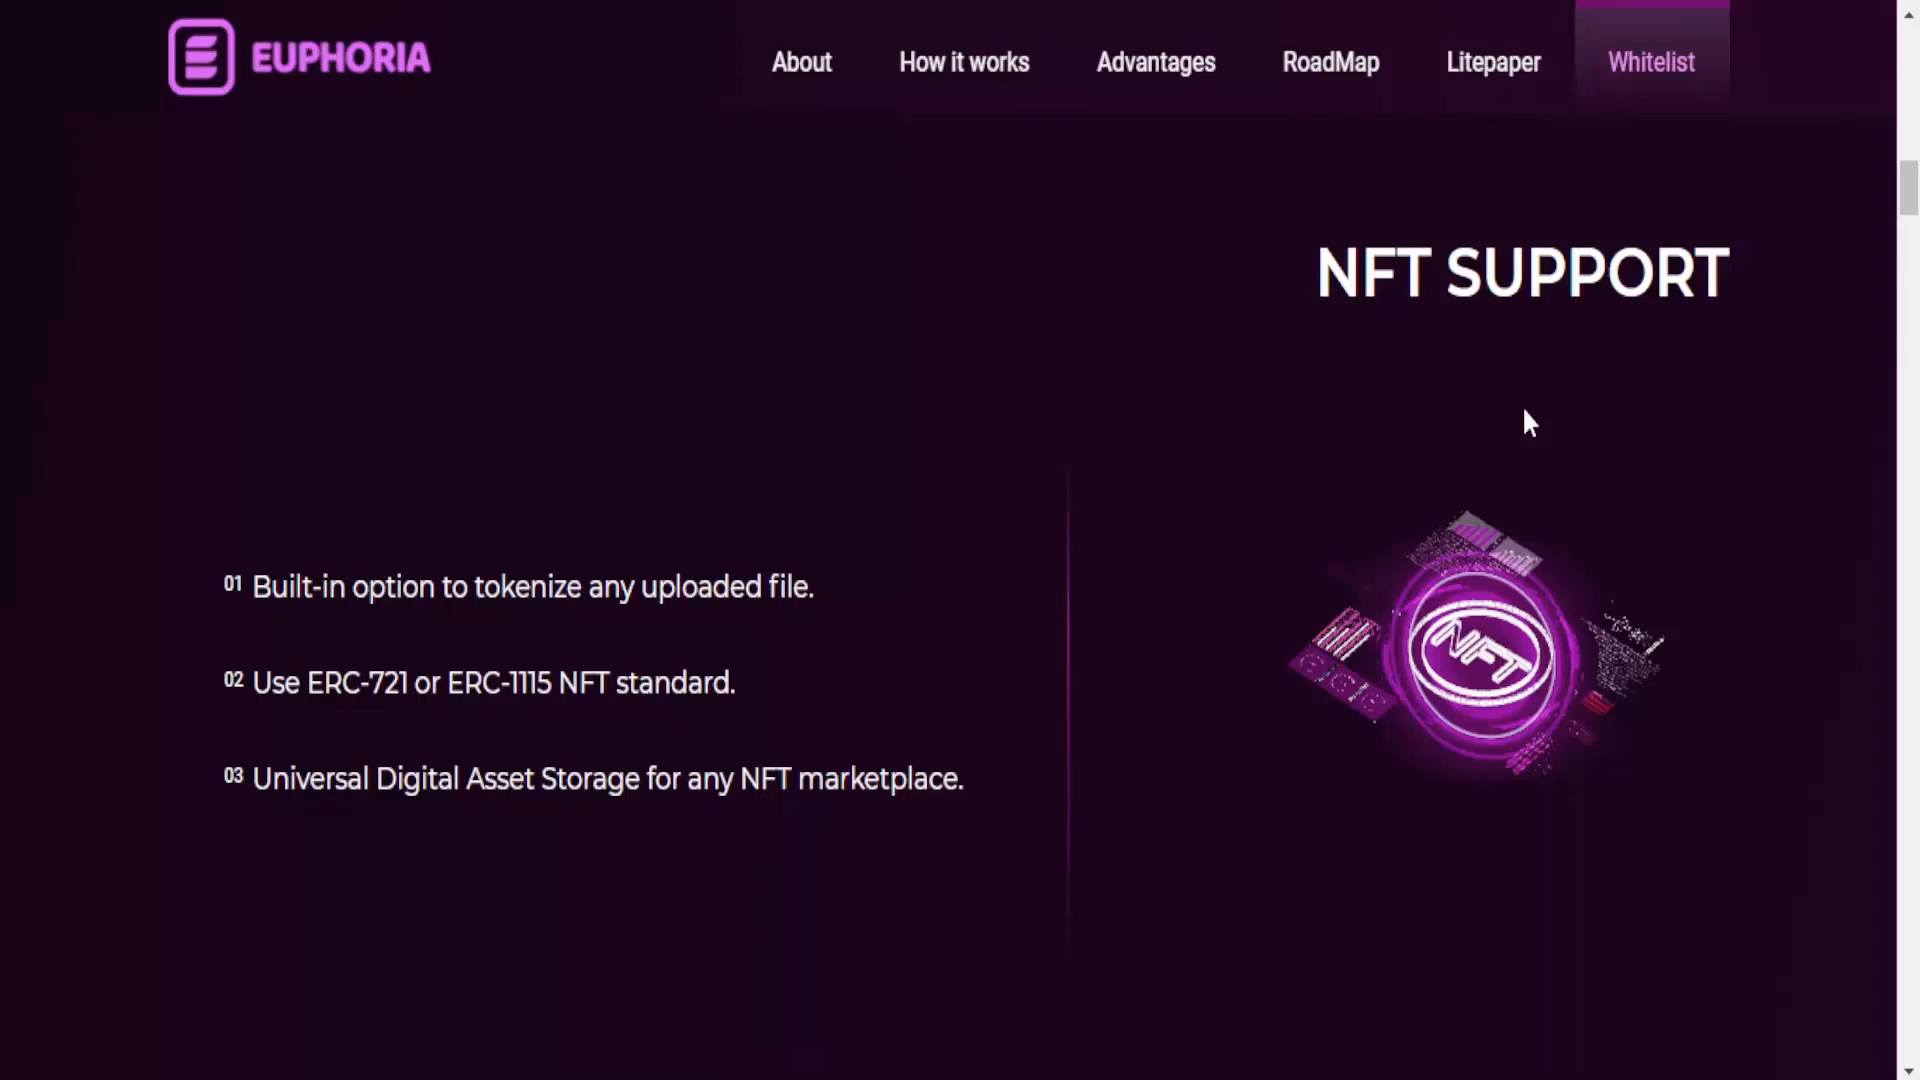 EUPHORIA
About How it works Advantages RoadMap Litepaper Whitelist
NFT SUPPORT
01 Built-in option to tokenize any uploaded file.
02 Use ERC-721 or ERC-1115 NFT standard.
03 Universal Digital Asset Storage for any NFT marketplace.
NFT